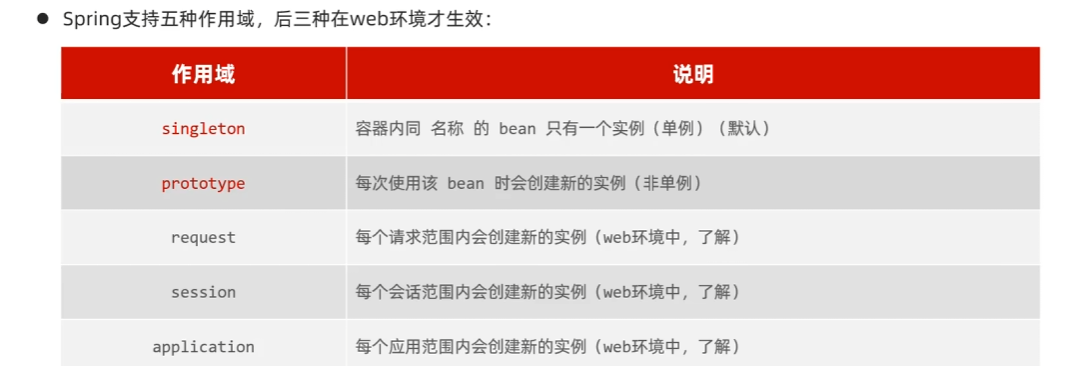 ● Spring支持五种作用域，后三种在web环境才生效：
作用域 说明
singleton 容器内同 名称 的 bean 只有一个实例（单例）（默认）
prototype 每次使用该 bean 时会创建新的实例（非单例）
request 每个请求范围内会创建新的实例（web环境中，了解）
session 每个会话范围内会创建新的实例（web环境中，了解）
application 每个应用范围内会创建新的实例（web环境中，了解）